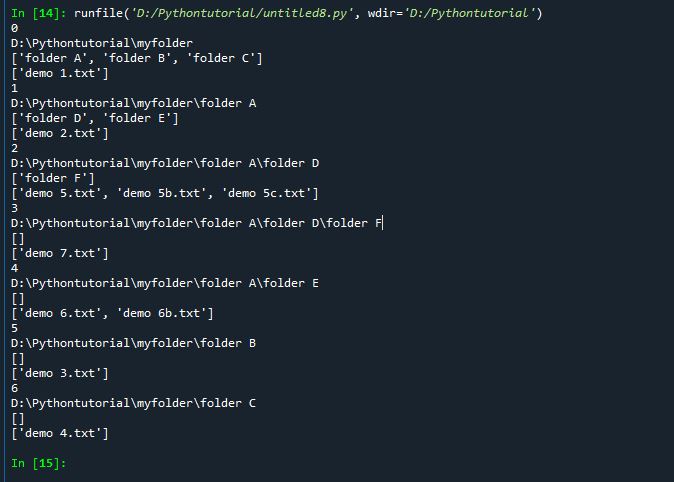 In [14]: runfile('D:/Pythontutorial/untitled8.py', wdir='D:/Pythontutorial')
0
D:\Pythontutorial\myfolder
['folder A', 'folder B', 'folder C']
['demo 1.txt']
1
D:\Pythontutorial\myfolder\folder A
['folder D', 'folder E']
['demo 2.txt']
2
D:\Pythontutorial\myfolder\folder A\folder D
['folder F']
['demo 5.txt', 'demo 5b.txt', 'demo 5c.txt']
3
D:\Pythontutorial\myfolder\folder A\folder D\folder F
[]
['demo 7.txt']
4
D:\Pythontutorial\myfolder\folder A\folder E
[]
['demo 6.txt', 'demo 6b.txt']
5
D:\Pythontutorial\myfolder\folder B
[]
['demo 3.txt']
6
D:\Pythontutorial\myfolder\folder C
[]
['demo 4.txt']
In [15]: